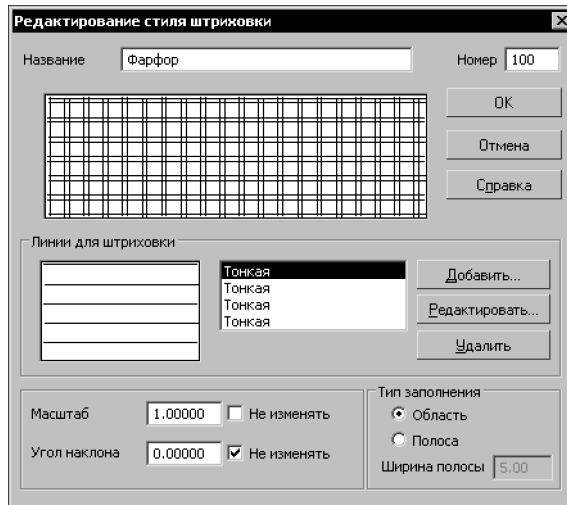 Редактирование стиля штриховки
Название Фарфор Номер 100
OK
Отмена
Справка
Линии для штриховки
Тонкая
Тонкая
Тонкая
Тонкая
Добавить...
Редактировать...
Удалить
Масштаб 1.00000 Не изменять
Угол наклона 0.00000 Не изменять
Тип заполнения
Область
Полоса
Ширина полосы 5.00